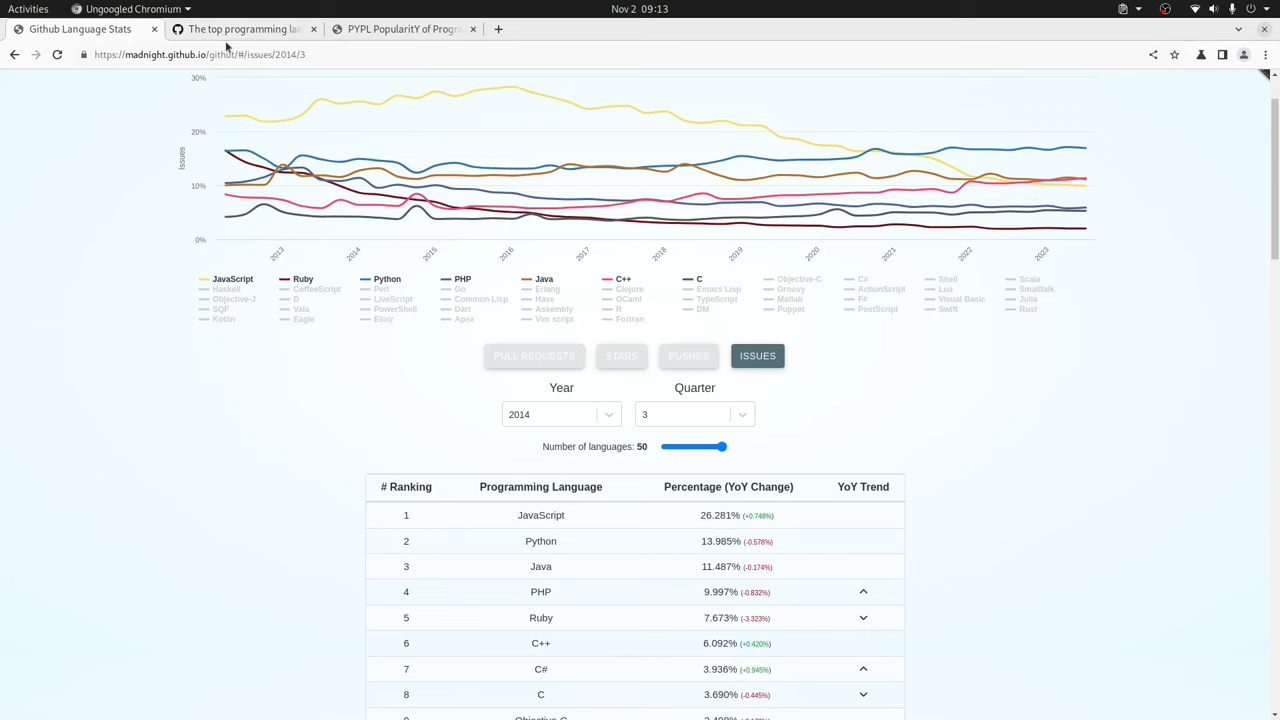 Activities Ungoogled Chromium Nov 2 09:13
Github Language Stats The top programming lan PYPL PopularitY of Progr
https://madnight.github.io/githut/#/issues/2014/3
30%
20%
10%
0%
Issues
2013 2014 2015 2016 2017 2018 2019 2020 2021 2022 2023
JavaScript Ruby Python PHP Java C++ C Objective-C C# Shell Scala
Haskell CoffeeScript Perl Go Erlang Clojure Emacs Lisp Groovy ActionScript Lua Smalltalk
Objective-J D LiveScript Common Lisp Haxe OCaml TypeScript Matlab F# Visual Basic Julia
SQF Vala PowerShell Dart Assembly R DM Puppet PostScript Swift Rust
Kotlin Eagle Elixir Apex Vim script Fortran
PULL REQUESTS STARS PUSHES ISSUES
Year Quarter
2014 3
Number of languages: 50
# Ranking Programming Language Percentage (YoY Change) YoY Trend
1 JavaScript 26.281% (+0.748%)
2 Python 13.985% (-0.578%)
3 Java 11.487% (-0.174%)
4 PHP 9.997% (-0.832%)
5 Ruby 7.673% (-3.323%)
6 C++ 6.092% (+0.420%)
7 C# 3.936% (+0.945%)
8 C 3.690% (-0.445%)